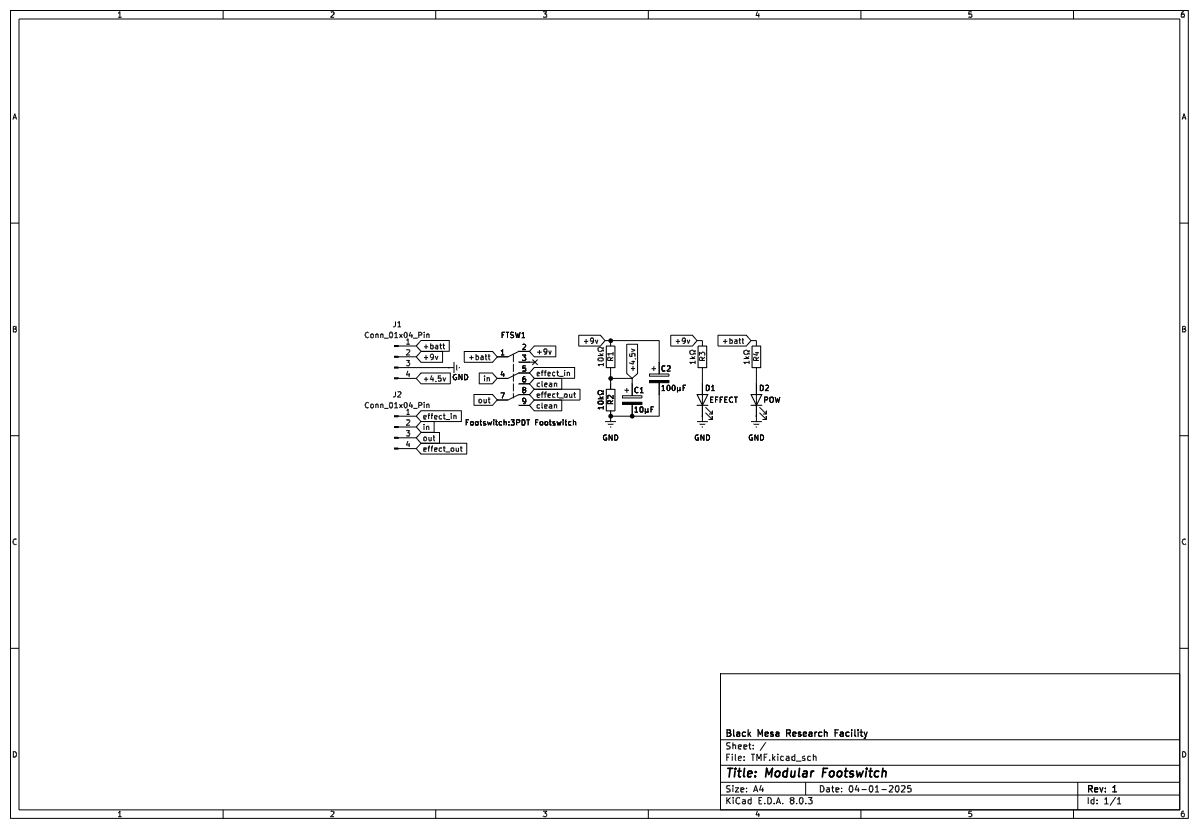 1 2 3 4 5 6
A A
J1
Conn_01x04_Pin
1 +batt
2 +9v
3
GND
4 +4.5v
J2
Conn_01x04_Pin
1 effect_in
2 in
3 out
4 effect_out
FTSW1
+batt 1 2 +9v
3
in 4 5 effect_in
6 clean
out 7 8 effect_out
9 clean
Footswitch:3PDT Footswitch
+9v
10kΩ R1
+4.5v
10kΩ R2
C1
10µF
C2
100µF
GND
+9v
1kΩ R3
D1
EFFECT
GND
+batt
1kΩ R4
D2
POW
GND
B B
C C
D D
Black Mesa Research Facility
Sheet: /
File: TMF.kicad_sch
Title: Modular Footswitch
Size: A4 Date: 04-01-2025 Rev: 1
KiCad E.D.A. 8.0.3 Id: 1/1
1 2 3 4 5 6